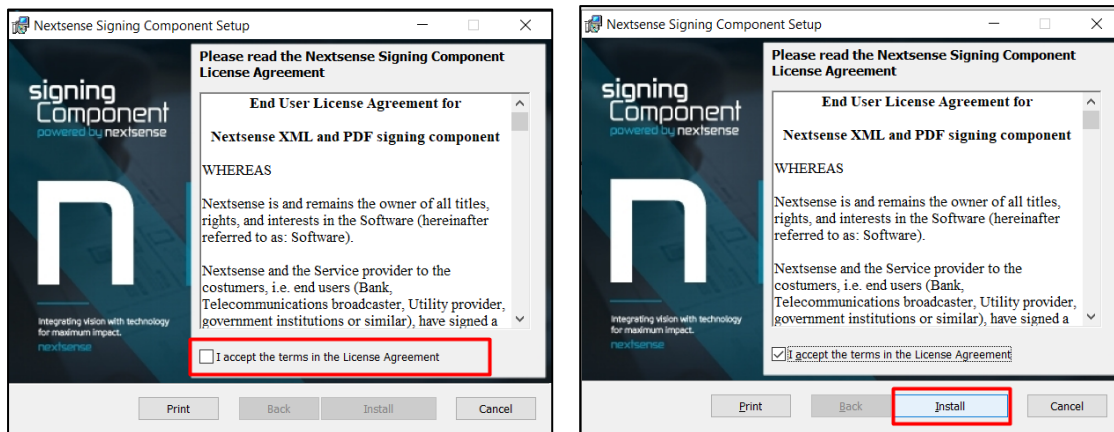 Nextsense Signing Component Setup
Please read the Nextsense Signing Component
License Agreement
signing
Component
powered by nextsense
End User License Agreement for
Nextsense XML and PDF signing component
WHEREAS
Nextsense is and remains the owner of all titles,
rights, and interests in the Software (hereinafter
referred to as: Software).
Nextsense and the Service provider to the
costumers, i.e. end users (Bank,
Telecommunications broadcaster, Utility provider,
government institutions or similar), have signed a
n
Integrating vision with technology
for maximum impact.
nextsense
I accept the terms in the License Agreement
Print
Back
Install
Cancel
Nextsense Signing Component Setup
Please read the Nextsense Signing Component
License Agreement
signing
Component
powered by nextsense
End User License Agreement for
Nextsense XML and PDF signing component
WHEREAS
Nextsense is and remains the owner of all titles,
rights, and interests in the Software (hereinafter
referred to as: Software).
Nextsense and the Service provider to the
costumers, i.e. end users (Bank,
Telecommunications broadcaster, Utility provider,
government institutions or similar), have signed a
n
Integrating vision with technology
for maximum impact.
nextsense
I accept the terms in the License Agreement
Print
Back
Install
Cancel